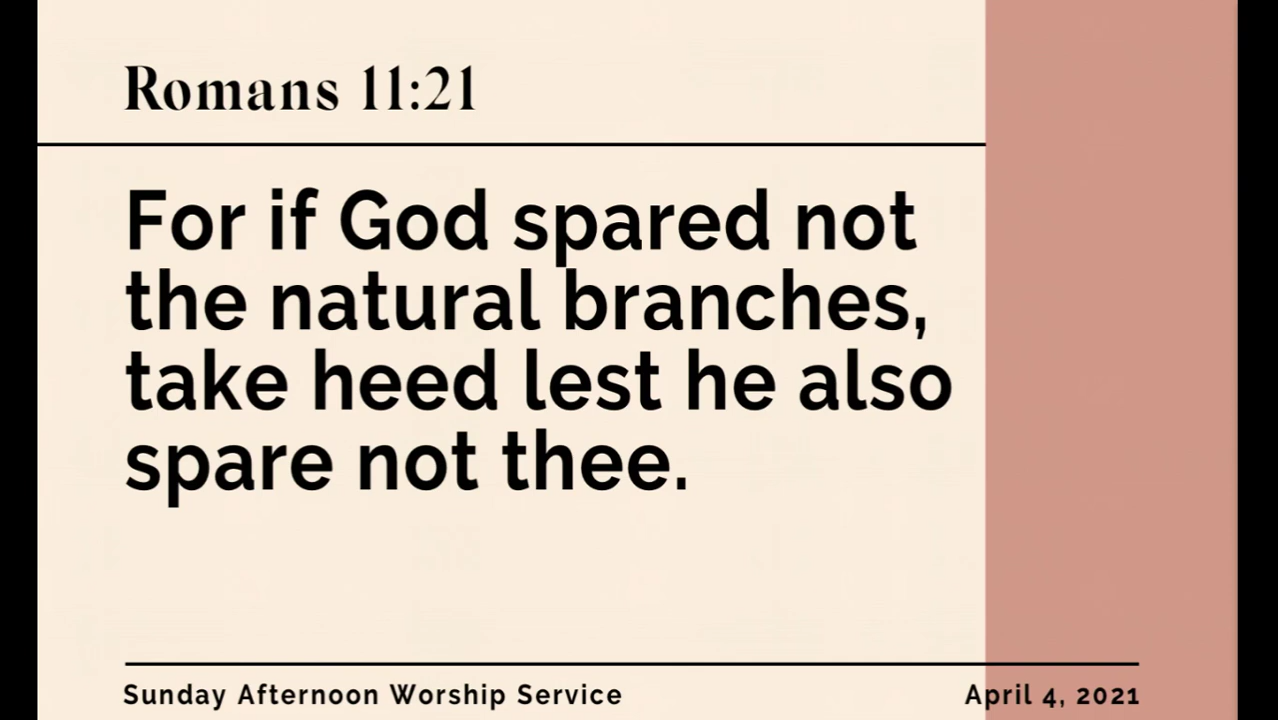 Romans 11:21
For if God spared not
the natural branches,
take heed lest he also
spare not thee.
Sunday Afternoon Worship Service
April 4, 2021